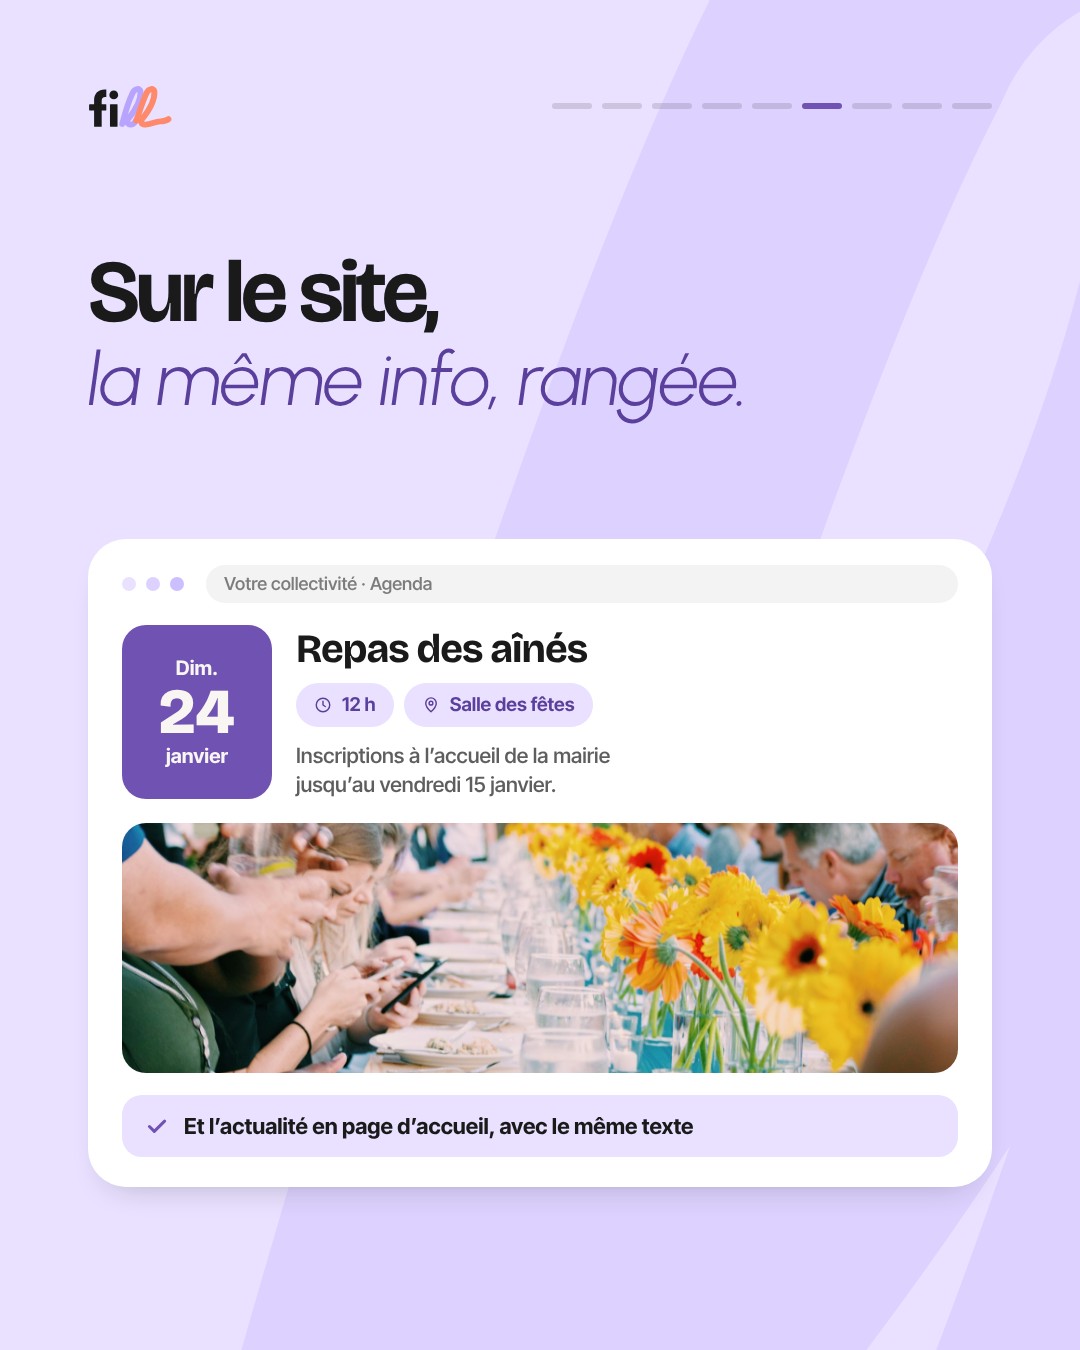 fill
Sur le site,
la même info, rangée.
Votre collectivité · Agenda
Dim.
24
janvier
Repas des aînés
12 h
Salle des fêtes
Inscriptions à l’accueil de la mairie
jusqu’au vendredi 15 janvier.
Et l’actualité en page d’accueil, avec le même texte